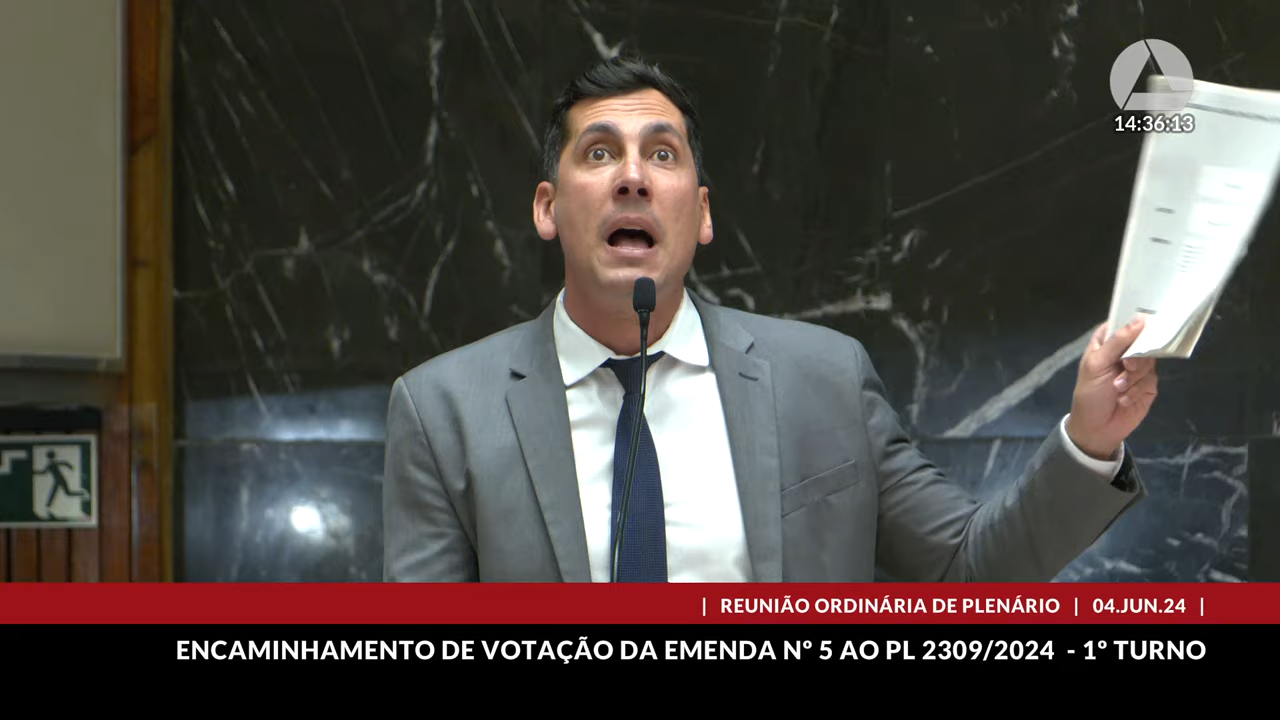 14:36:13
| REUNIÃO ORDINÁRIA DE PLENÁRIO | 04.JUN.24 |
ENCAMINHAMENTO DE VOTAÇÃO DA EMENDA Nº 5 AO PL 2309/2024 - 1º TURNO